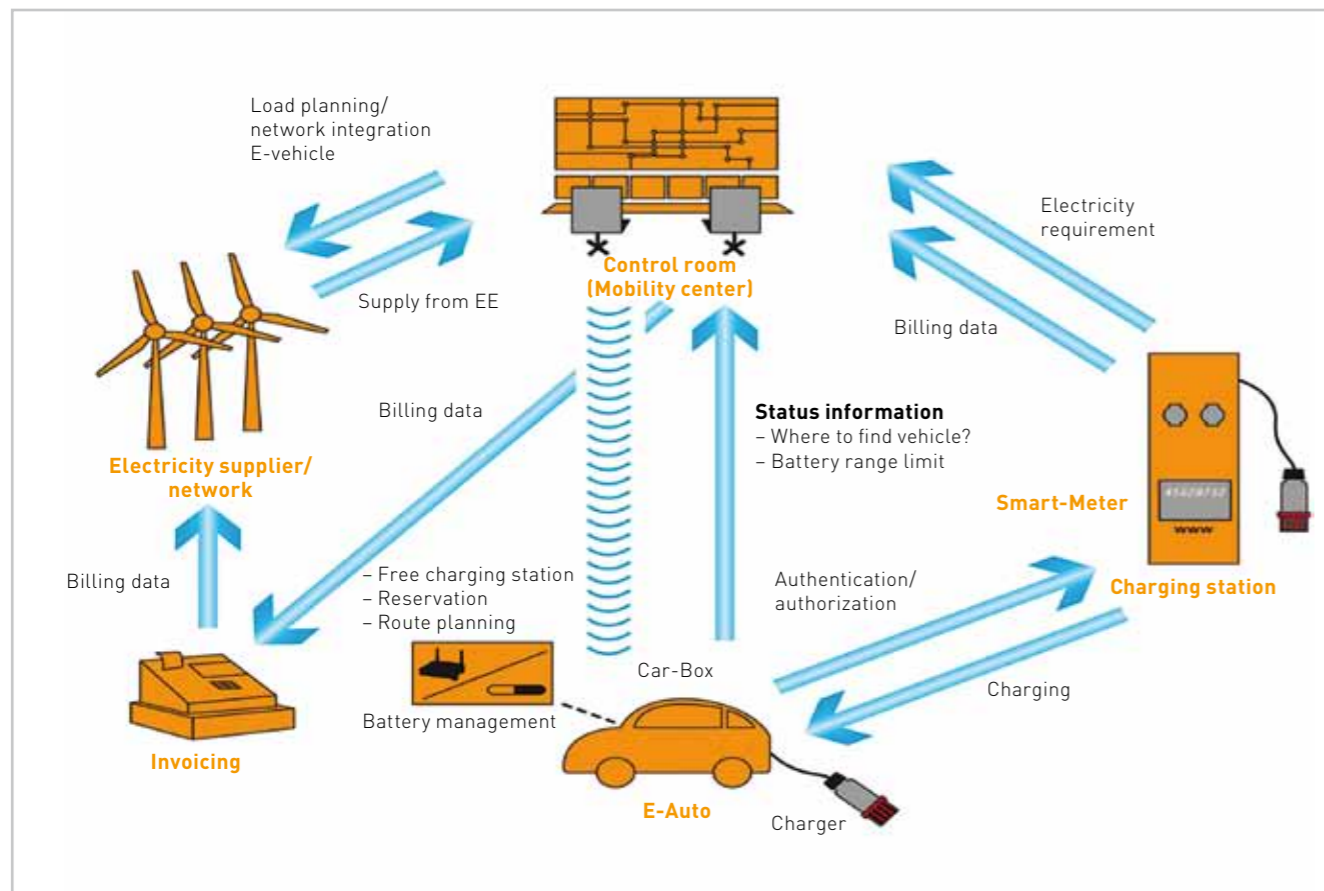 Load planning/
network integration
E-vehicle
Supply from EE
Control room
(Mobility center)
Electricity
requirement
Billing data
Electricity supplier/
network
Billing data
Status information
– Where to find vehicle?
– Battery range limit
Smart-Meter
www
Charging station
Billing data
– Free charging station
– Reservation
– Route planning
Authentication/
authorization
Charging
Car-Box
Battery management
Invoicing
E-Auto
Charger